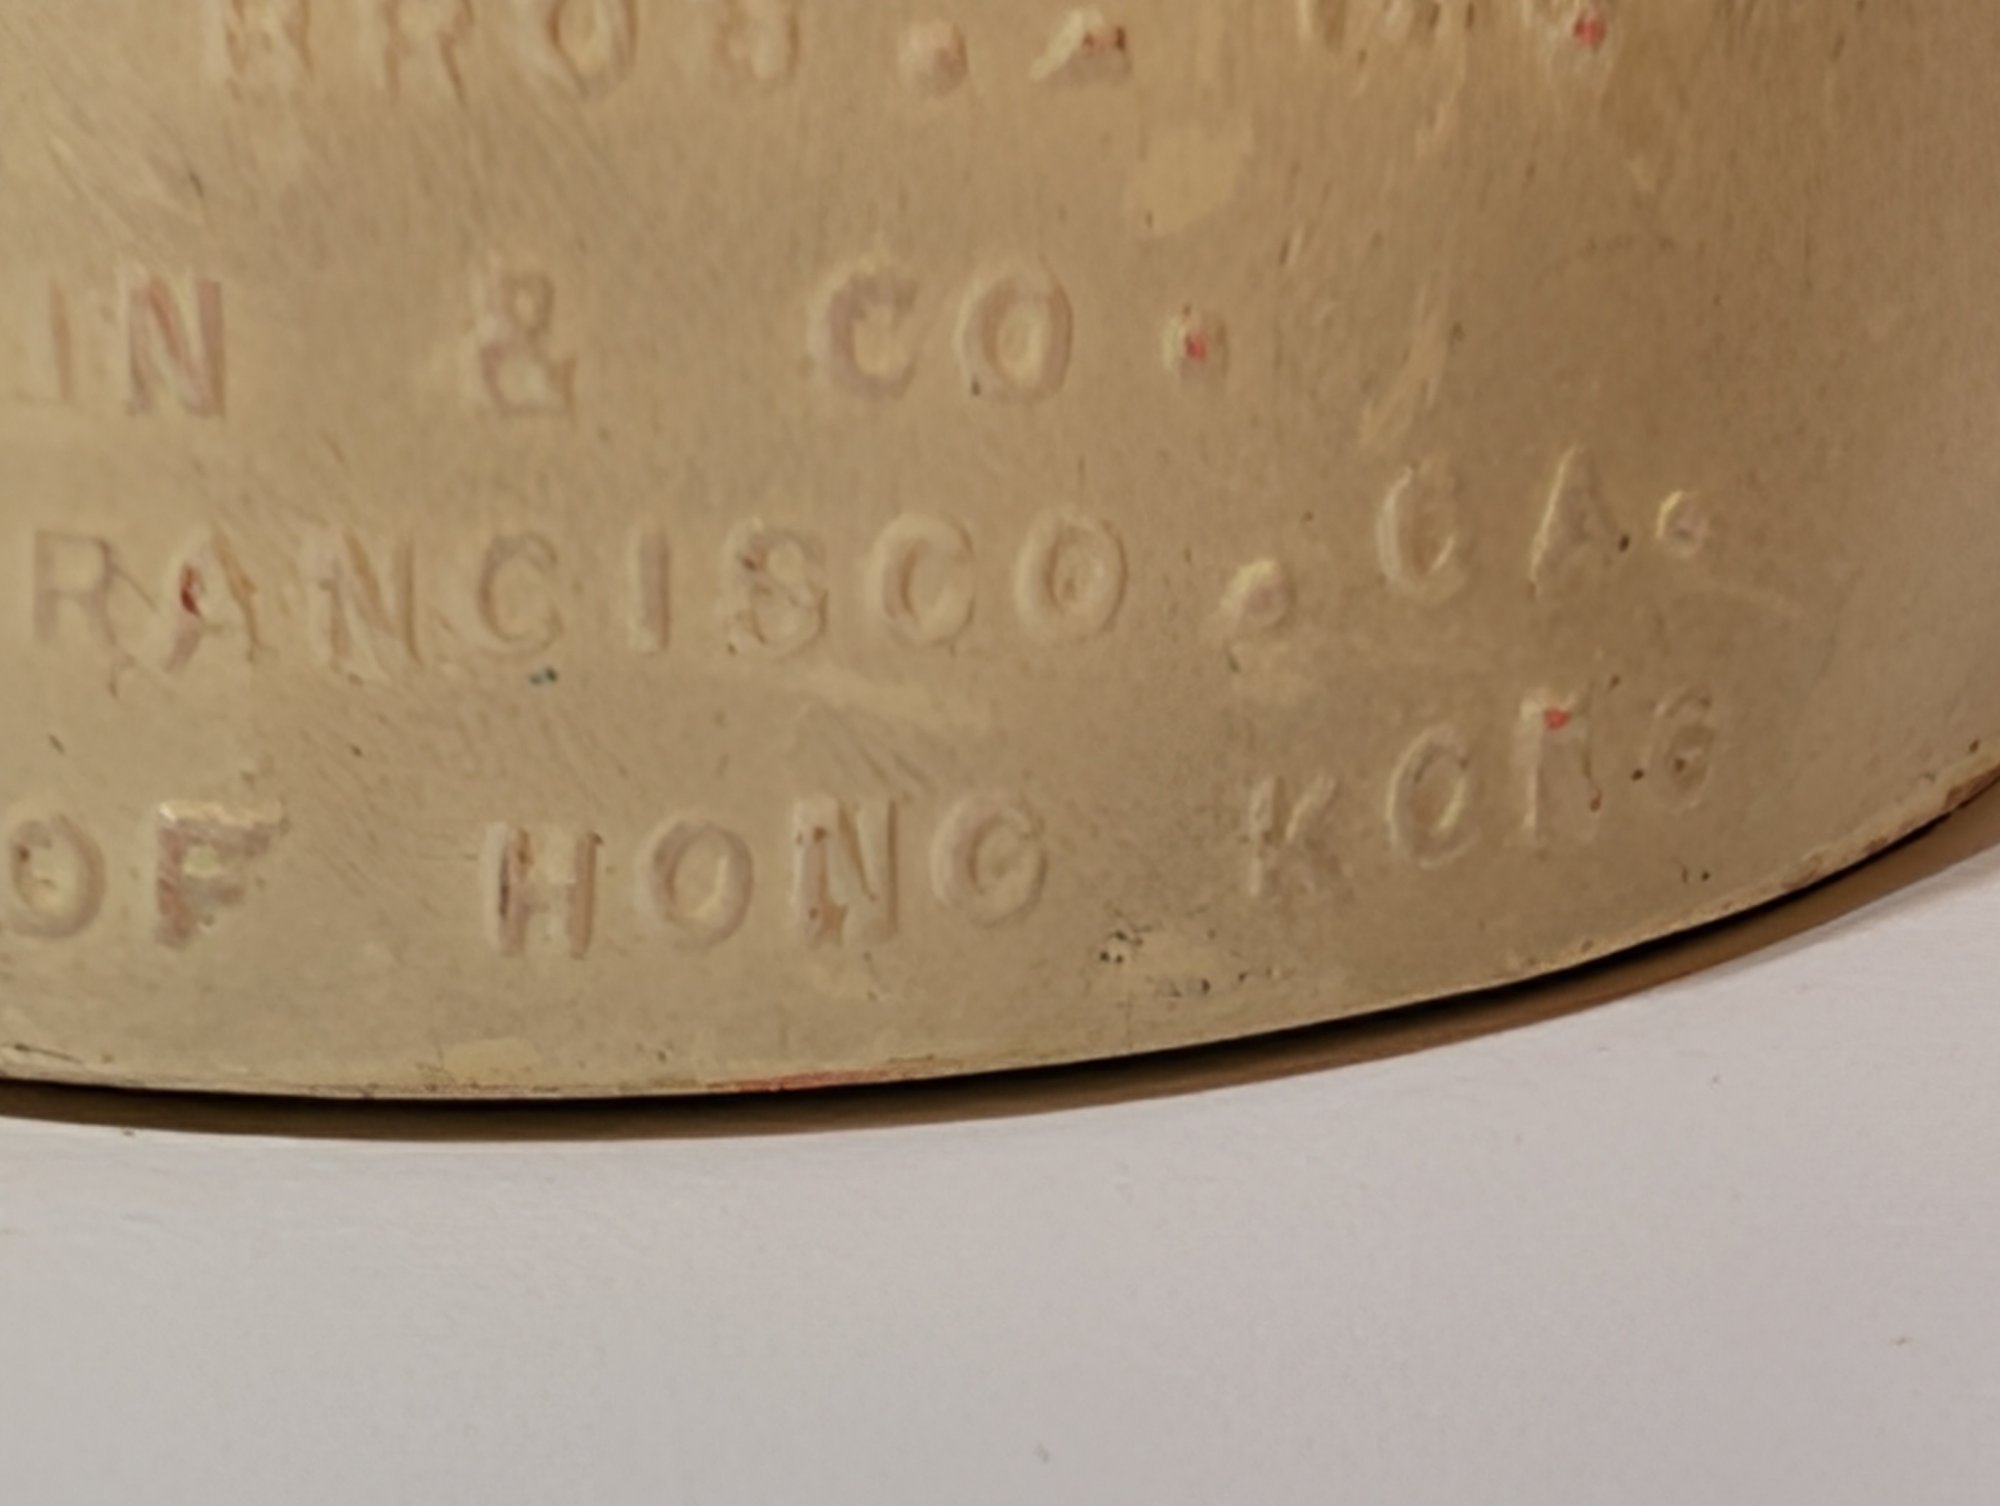 BROS.
IN & CO.
RANCISCO. CA.
OF HONG KONG